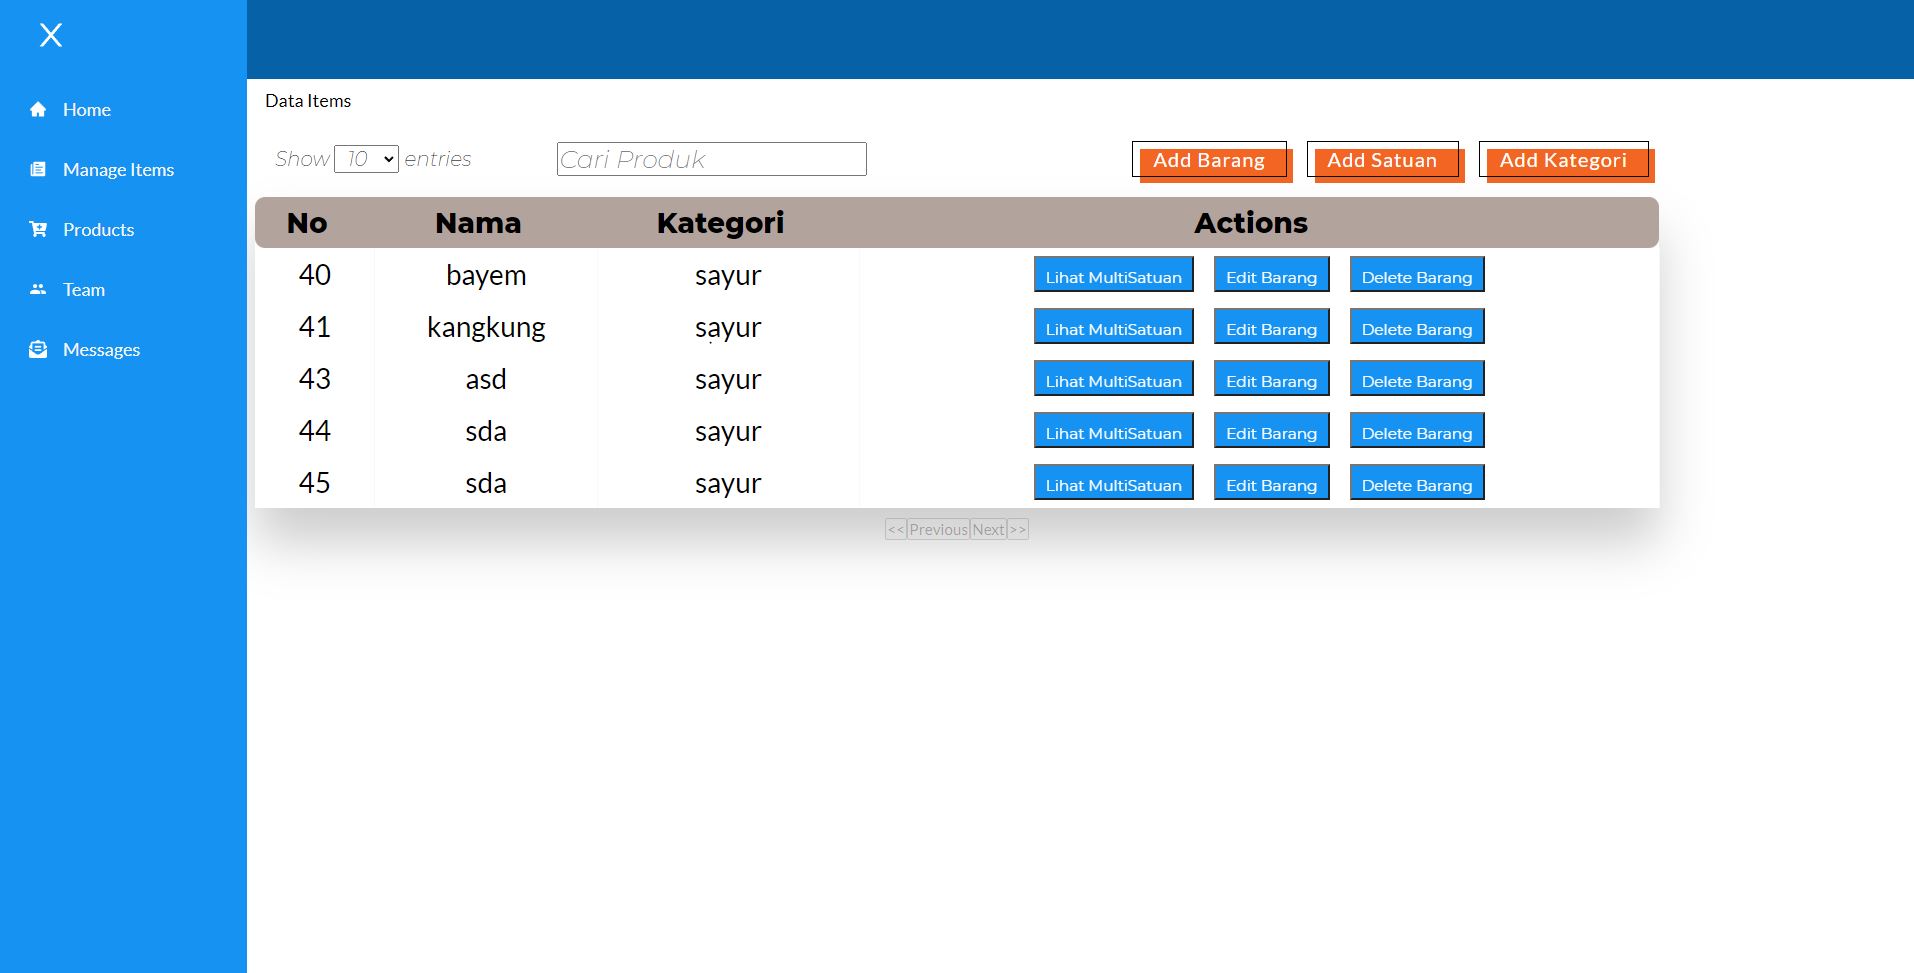 X
Home
Manage Items
Products
Team
Messages
Data Items
Show 10 entries
Cari Produk
Add Barang
Add Satuan
Add Kategori
No Nama Kategori Actions
40 bayem sayur Lihat MultiSatuan Edit Barang Delete Barang
41 kangkung sayur Lihat MultiSatuan Edit Barang Delete Barang
43 asd sayur Lihat MultiSatuan Edit Barang Delete Barang
44 sda sayur Lihat MultiSatuan Edit Barang Delete Barang
45 sda sayur Lihat MultiSatuan Edit Barang Delete Barang
<< Previous Next >>